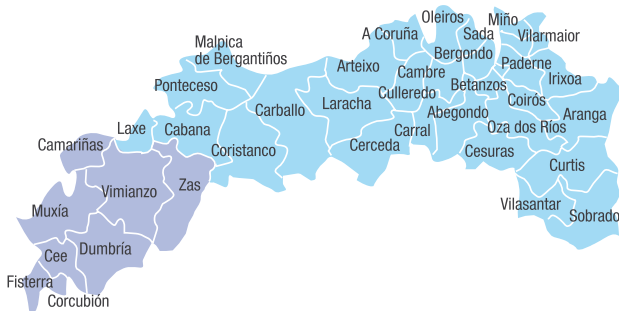 Oleiros
Miño
A Coruña
Sada
Vilarmaior
Malpica
de Bergantiños
Bergondo
Arteixo
Cambre
Paderne
Irixoa
Ponteceso
Culleredo
Betanzos
Coirós
Carballo
Laracha
Abegondo
Aranga
Laxe
Cabana
Carral
Oza dos Ríos
Camariñas
Coristanco
Cerceda
Cesuras
Curtis
Vimianzo
Zas
Muxía
Vilasantar
Sobrado
Cee
Dumbría
Fisterra
Corcubión